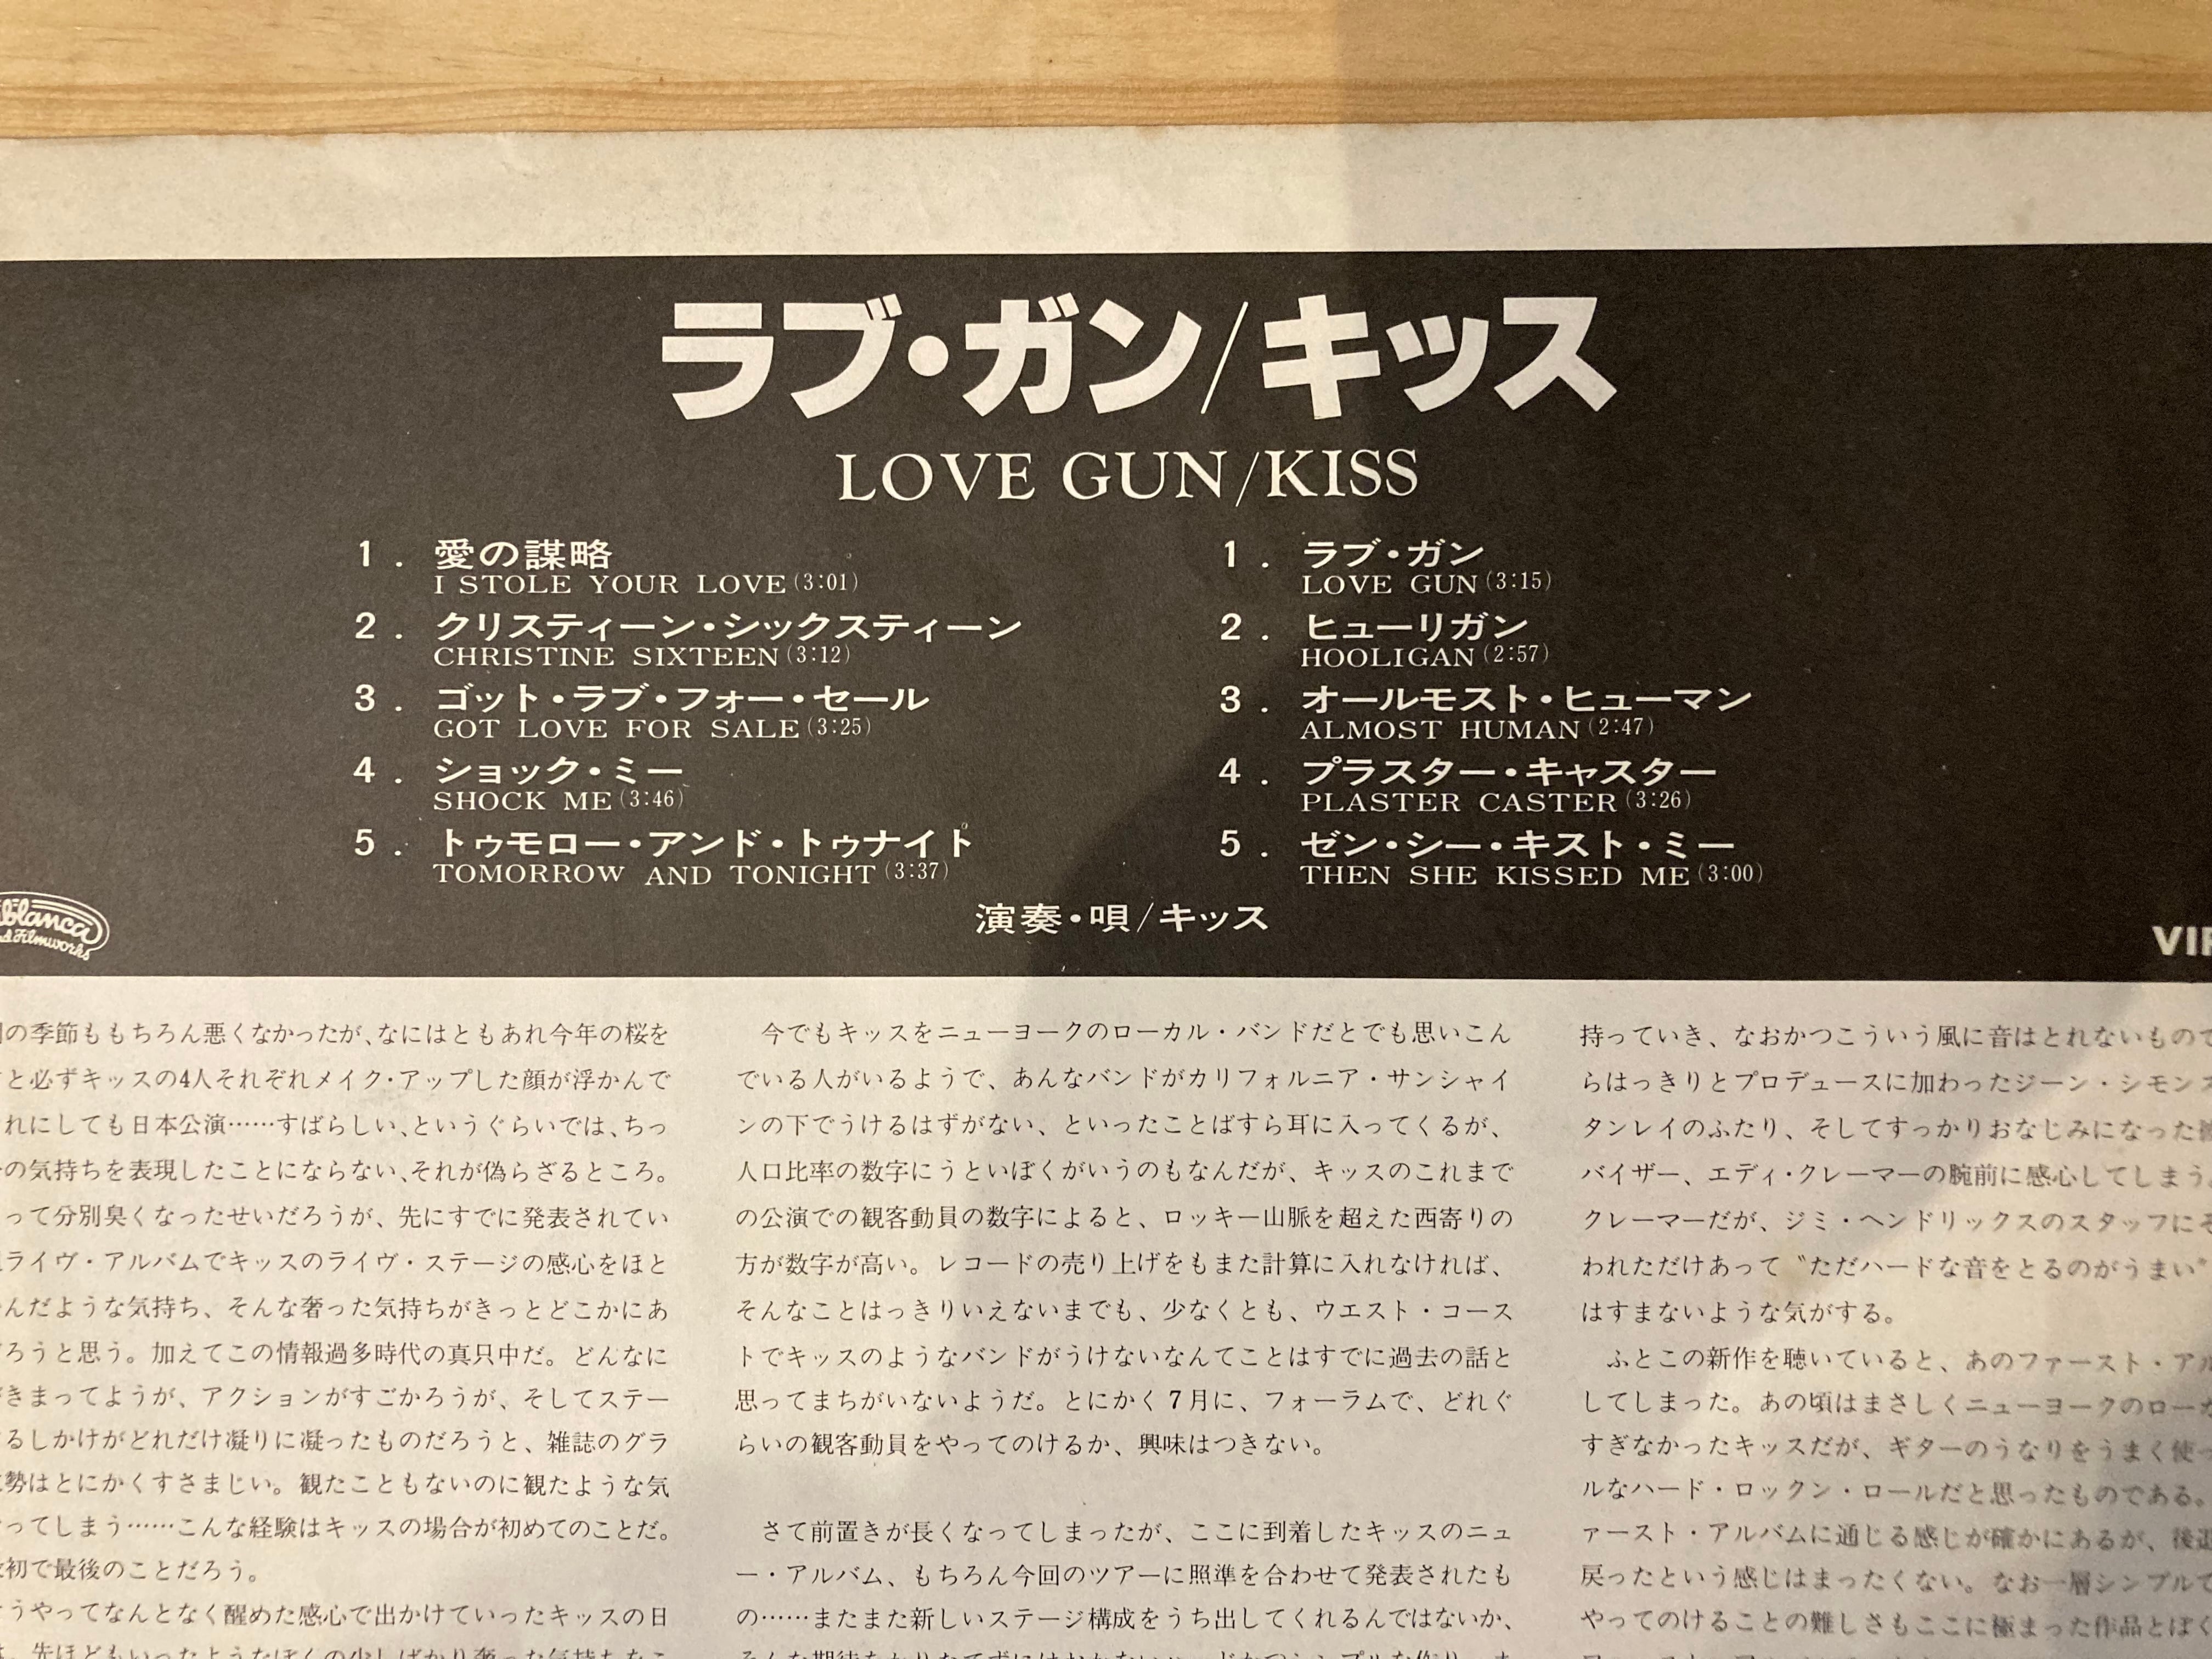 ラブ・ガン/キッス
LOVE GUN/KISS
1. 愛の謀略
I STOLE YOUR LOVE(3:01)
2. クリスティーン・シックスティーン
CHRISTINE SIXTEEN(3:12)
3. ゴット・ラブ・フォー・セール
GOT LOVE FOR SALE(3:25)
4. ショック・ミー
SHOCK ME(3:46)
5. トゥモロー・アンド・トゥナイト
TOMORROW AND TONIGHT(3:37)
1. ラブ・ガン
LOVE GUN(3:15)
2. ヒューリガン
HOOLIGAN(2:57)
3. オールモスト・ヒューマン
ALMOST HUMAN(2:47)
4. プラスター・キャスター
PLASTER CASTER(3:26)
5. ゼン・シー・キスト・ミー
THEN SHE KISSED ME(3:00)
演奏・唄/キッス
blanca
Filmworks
VI
の季節ももちろん悪くなかったが、なにはともあれ今年の桜を
と必ずキッスの4人それぞれメイク・アップした顔が浮かんで
れにしても日本公演……すばらしい、というぐらいでは、ちっ
の気持ちを表現したことにならない、それが偽らざるところ。
って分別臭くなったせいだろうが、先にすでに発表されてい
ライヴ・アルバムでキッスのライヴ・ステージの感心をほと
んだような気持ち、そんな奢った気持ちがきっとどこかにあ
ろうと思う。加えてこの情報過多時代の真只中だ。どんなに
きまってようが、アクションがすごかろうが、そしてステー
るしかけがどれだけ凝りに凝ったものだろうと、雑誌のグラ
勢はとにかくすさまじい。観たこともないのに観たような気
ってしまう……こんな経験はキッスの場合が初めてのことだ。
初で最後のことだろう。
うやってなんとなく醒めた感心で出かけていったキッスの日
先ほどもいったようなぼくの少しばかり奢った気持ちをこ
今でもキッスをニューヨークのローカル・バンドだとでも思いこん
でいる人がいるようで、あんなバンドがカリフォルニア・サンシャイ
ンの下でうけるはずがない、といったことばすら耳に入ってくるが、
人口比率の数字にうといぼくがいうのもなんだが、キッスのこれまで
の公演での観客動員の数字によると、ロッキー山脈を超えた西寄りの
方が数字が高い。レコードの売り上げをもまた計算に入れなければ、
そんなことはっきりいえないまでも、少なくとも、ウエスト・コース
トでキッスのようなバンドがうけないなんてことはすでに過去の話と
思ってまちがいないようだ。とにかく7月に、フォーラムで、どれぐ
らいの観客動員をやってのけるか、興味はつきない。
さて前置きが長くなってしまったが、ここに到着したキッスのニュ
ー・アルバム、もちろん今回のツアーに照準を合わせて発表されたも
の……またまた新しいステージ構成をうち出してくれるんではないか、
持っていき、なおかつこういう風に音はとれないもので
らはっきりとプロデュースに加わったジーン・シモンズ
タンレイのふたり、そしてすっかりおなじみになった
バイザー、エディ・クレーマーの腕前に感心してしまう。
クレーマーだが、ジミ・ヘンドリックスのスタッフにそ
われただけあって〝ただハードな音をとるのがうまい〟
はすまないような気がする。
ふとこの新作を聴いていると、あのファースト・アル
してしまった。あの頃はまさしくニューヨークのローカ
すぎなかったキッスだが、ギターのうなりをうまく使っ
ルなハード・ロックン・ロールだと思ったものである。
ァースト・アルバムに通じる感じが確かにあるが、後退
戻ったという感じはまったくない。なお一層シンプルで
やってのけることの難しさもここに極まった作品とぼく